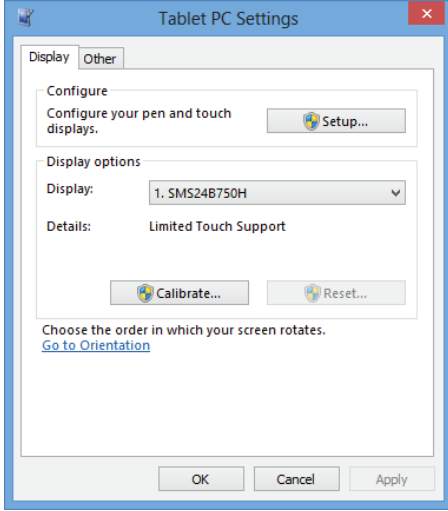 Tablet PC Settings
Display
Other
Configure
Configure your pen and touch
displays.
Setup...
Display options
Display:
1. SMS24B750H
Details:
Limited Touch Support
Calibrate...
Reset...
Choose the order in which your screen rotates.
Go to Orientation
OK
Cancel
Apply